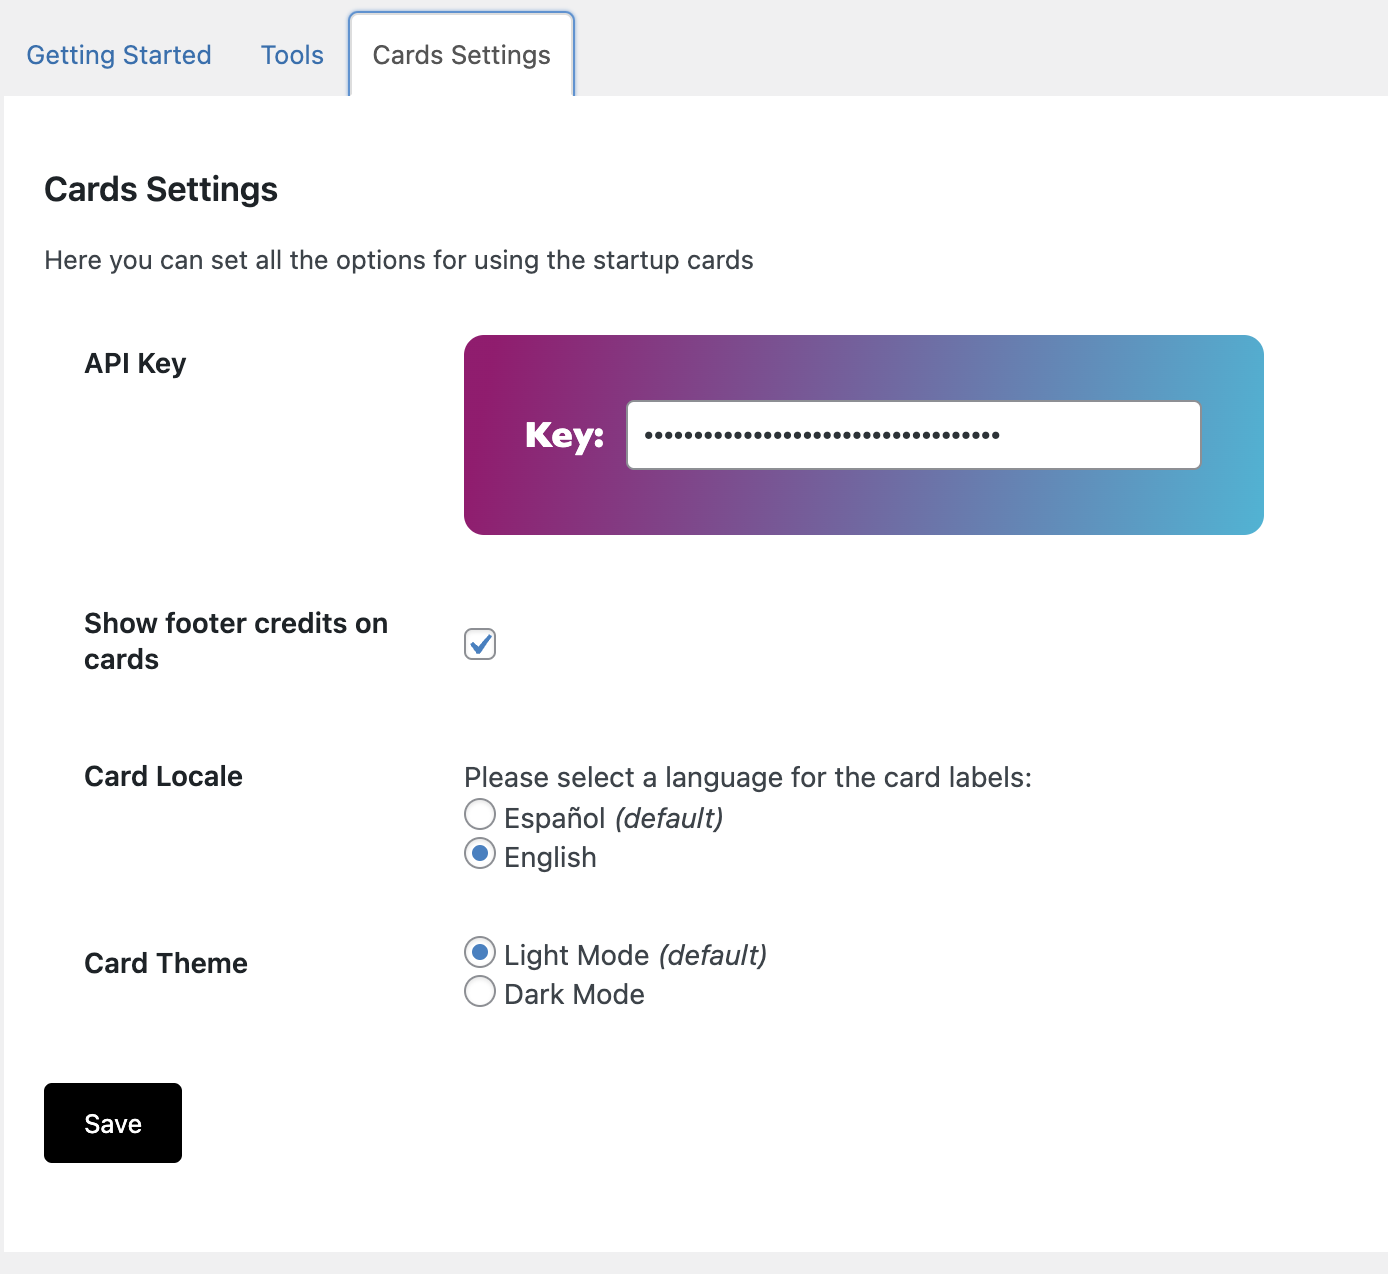 Getting Started Tools Cards Settings
Cards Settings
Here you can set all the options for using the startup cards
API Key
Key: ••••••••••••••••••••••••••••••••••••
Show footer credits on
cards
Card Locale
Please select a language for the card labels:
Español (default)
English
Card Theme
Light Mode (default)
Dark Mode
Save